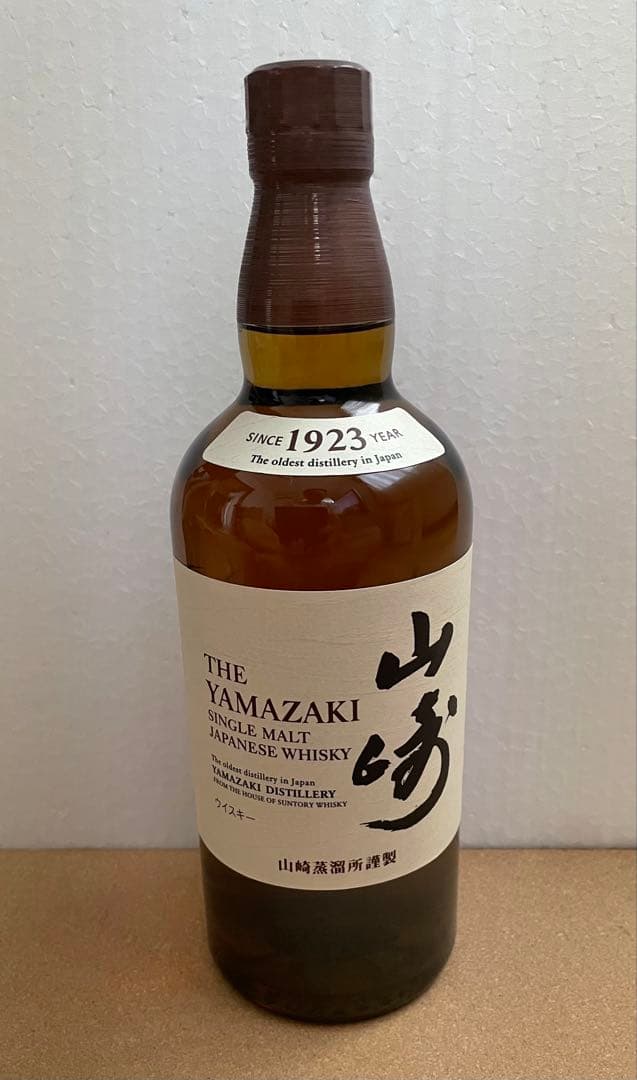 SINCE 1923 YEAR
The oldest distillery in Japan
山崎
THE
YAMAZAKI
SINGLE MALT
JAPANESE WHISKY
The oldest distillery in Japan
YAMAZAKI DISTILLERY
FROM THE HOUSE OF SUNTORY WHISKY
ウイスキー
山崎蒸溜所謹製